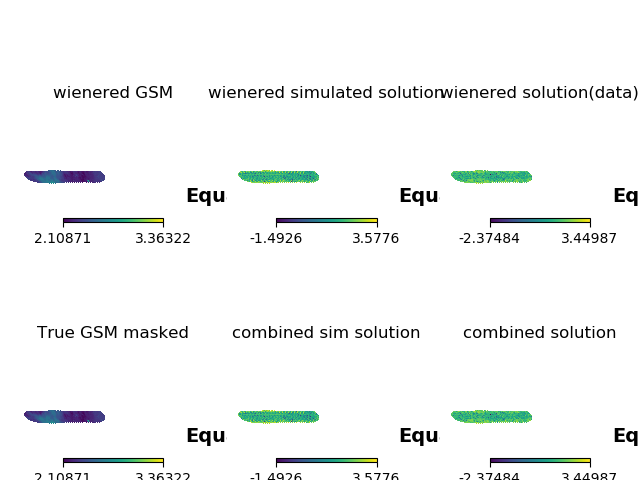 wienered GSM
wienered simulated solution
wienered solution(data)
Equ
Equ
Eq
2.10871 3.36322
-1.4926 3.5776
-2.37484 3.44987
True GSM masked
combined sim solution
combined solution
Equ
Equ
Eq
2.10871 3.36322
-1.4926 3.5776
-2.37484 3.44987